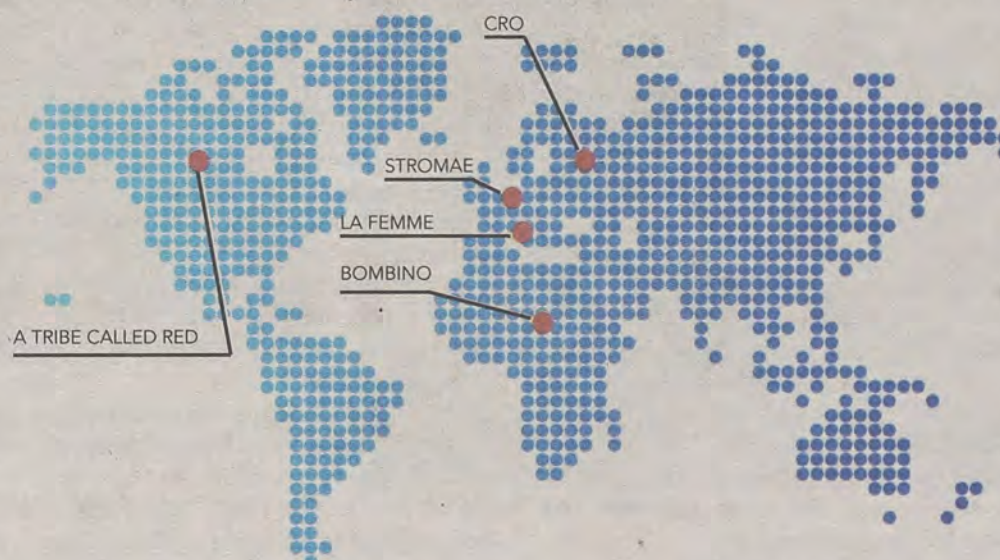 CRO
STROMAE
LA FEMME
BOMBINO
A TRIBE CALLED RED